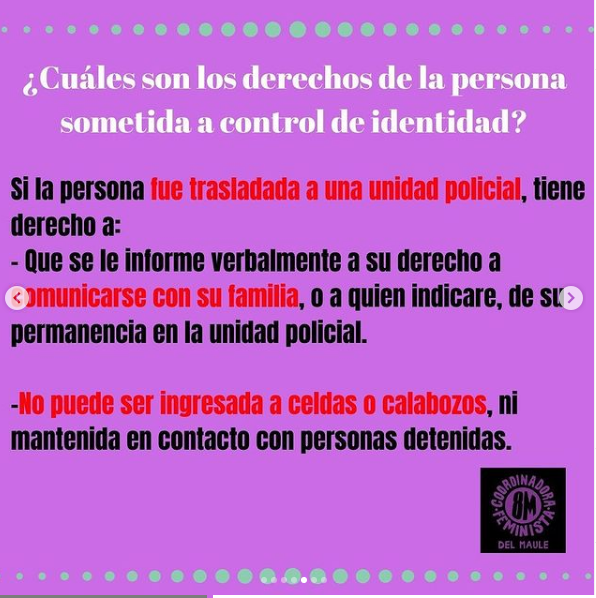 ¿Cuáles son los derechos de la persona
sometida a control de identidad?
Si la persona fue trasladada a una unidad policial, tiene
derecho a:
- Que se le informe verbalmente a su derecho a
comunicarse con su familia, o a quien indicare, de su
permanencia en la unidad policial.
-No puede ser ingresada a celdas o calabozos, ni
mantenida en contacto con personas detenidas.
COORDINADORA
8M
FEMINISTA
DEL MAULE